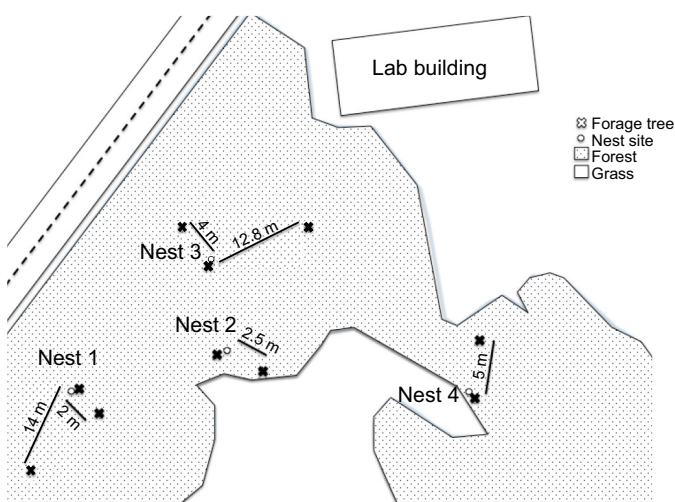 Lab building
Forage tree
Nest site
Forest
Grass
4 m
12.8 m
Nest 3
Nest 2
2.5 m
Nest 1
5 m
Nest 4
14 m
2 m